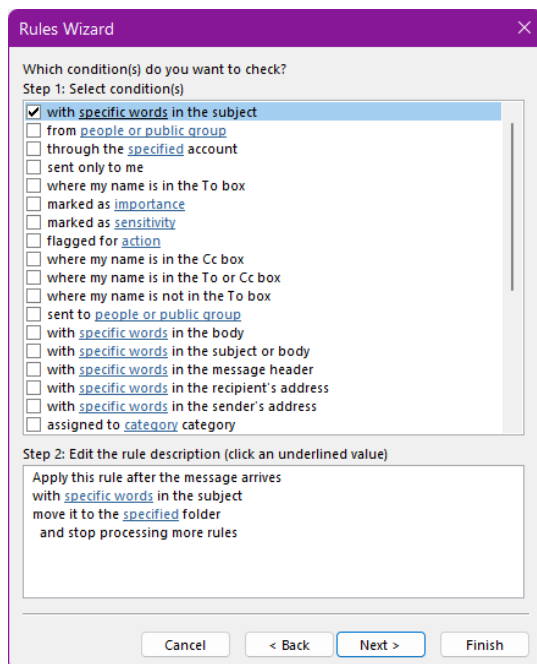 Rules Wizard
Which condition(s) do you want to check?
Step 1: Select condition(s)
with specific words in the subject
from people or public group
through the specified account
sent only to me
where my name is in the To box
marked as importance
marked as sensitivity
flagged for action
where my name is in the Cc box
where my name is in the To or Cc box
where my name is not in the To box
sent to people or public group
with specific words in the body
with specific words in the subject or body
with specific words in the message header
with specific words in the recipient's address
with specific words in the sender's address
assigned to category category
Step 2: Edit the rule description (click an underlined value)
Apply this rule after the message arrives
with specific words in the subject
move it to the specified folder
and stop processing more rules
Cancel < Back Next > Finish